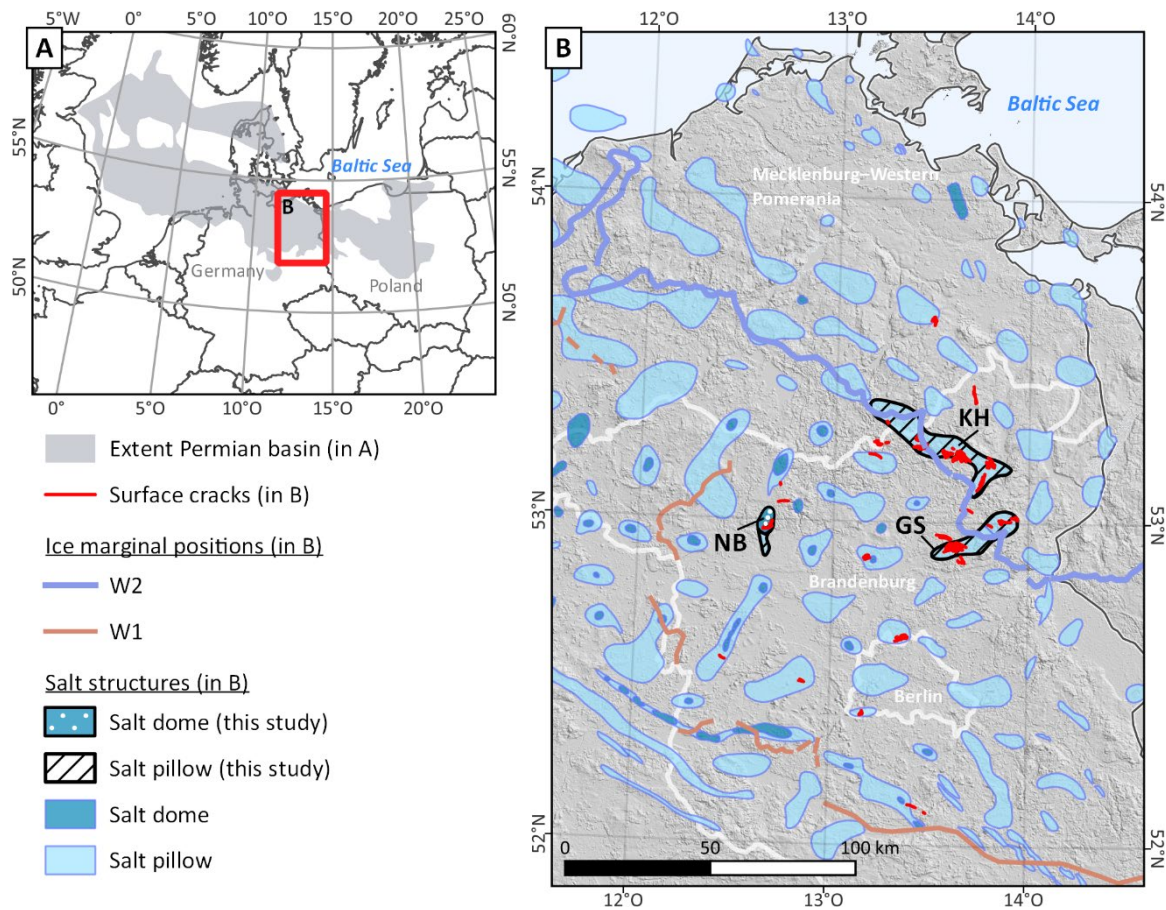 A
5°W 0° 5°O 10°O 15°O 20°O 25°O
60°N
55°N
55°N
50°N
50°N
Baltic Sea
B
Germany
Poland
0° 5°O 10°O 15°O 20°O
Extent Permian basin (in A)
Surface cracks (in B)
Ice marginal positions (in B)
W2
W1
Salt structures (in B)
Salt dome (this study)
Salt pillow (this study)
Salt dome
Salt pillow
B
12°O 13°O 14°O
Baltic Sea
Mecklenburg–Western
Pomerania
54°N
54°N
KH
53°N
53°N
NB
GS
Brandenburg
Berlin
52°N
52°N
0 50 100 km
12°O 13°O 14°O